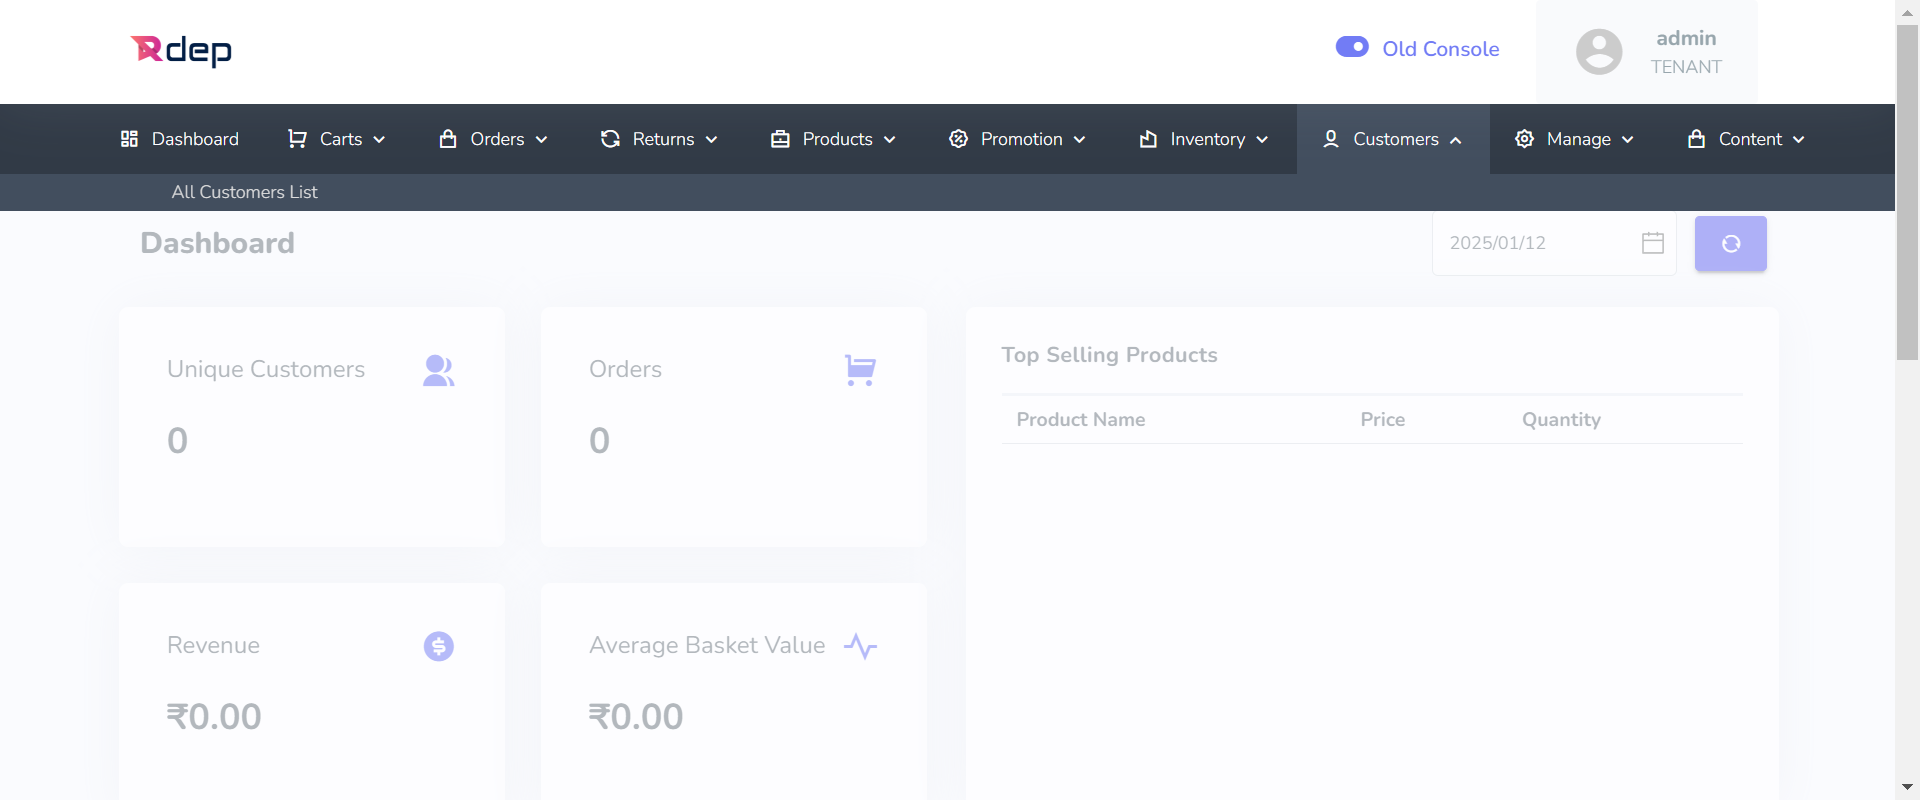 Rdep
Old Console
admin
TENANT
Dashboard
Carts
Orders
Returns
Products
Promotion
Inventory
Customers
Manage
Content
All Customers List
Dashboard
2025/01/12
Unique Customers
0
Orders
0
Top Selling Products
Product Name Price Quantity
Revenue
₹0.00
Average Basket Value
₹0.00